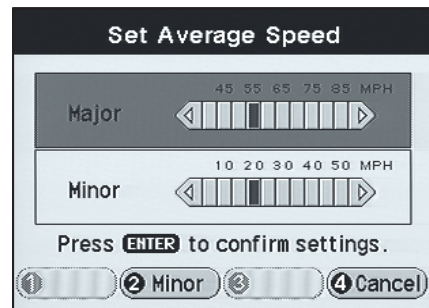 Set Average Speed
45 55 65 75 85 MPH
Major
10 20 30 40 50 MPH
Minor
Press ENTER to confirm settings.
1 2 Minor 3 4 Cancel